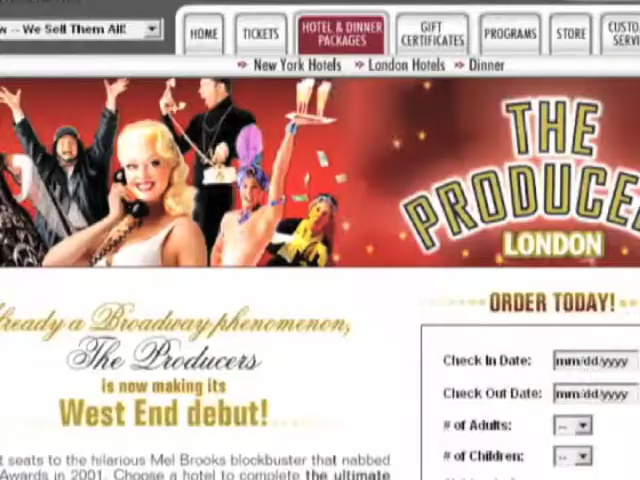 -- We Sell Them All!
HOME
TICKETS
HOTEL & DINNER
PACKAGES
GIFT
CERTIFICATES
PROGRAMS
STORE
New York Hotels
London Hotels
Dinner
THE
LONDON
a Broadway phenomenon,
The Producers
is now making its
West End debut!
seats to the hilarious Mel Brooks blockbuster that nabbed
Awards in 2001. Choose a hotel to complete the ultimate
ORDER TODAY!
Check In Date: mm/dd/yyyy
Check Out Date: mm/dd/yyyy
# of Adults: --
# of Children: --